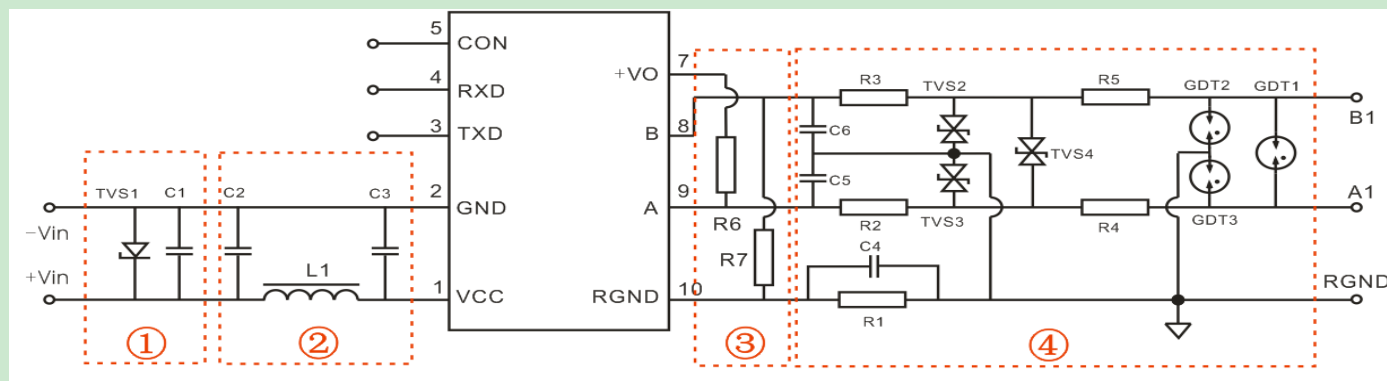 5
CON
4
RXD
3
TXD
2
GND
1
VCC
7
+VO
B
8
9
A
RGND
10
TVS1
C1
C2
C3
−Vin
+Vin
L1
①
②
R6
R7
③
R3
TVS2
R5
GDT2
GDT1
B1
C6
TVS4
C5
A1
R2
TVS3
R4
GDT3
C4
R1
RGND
④